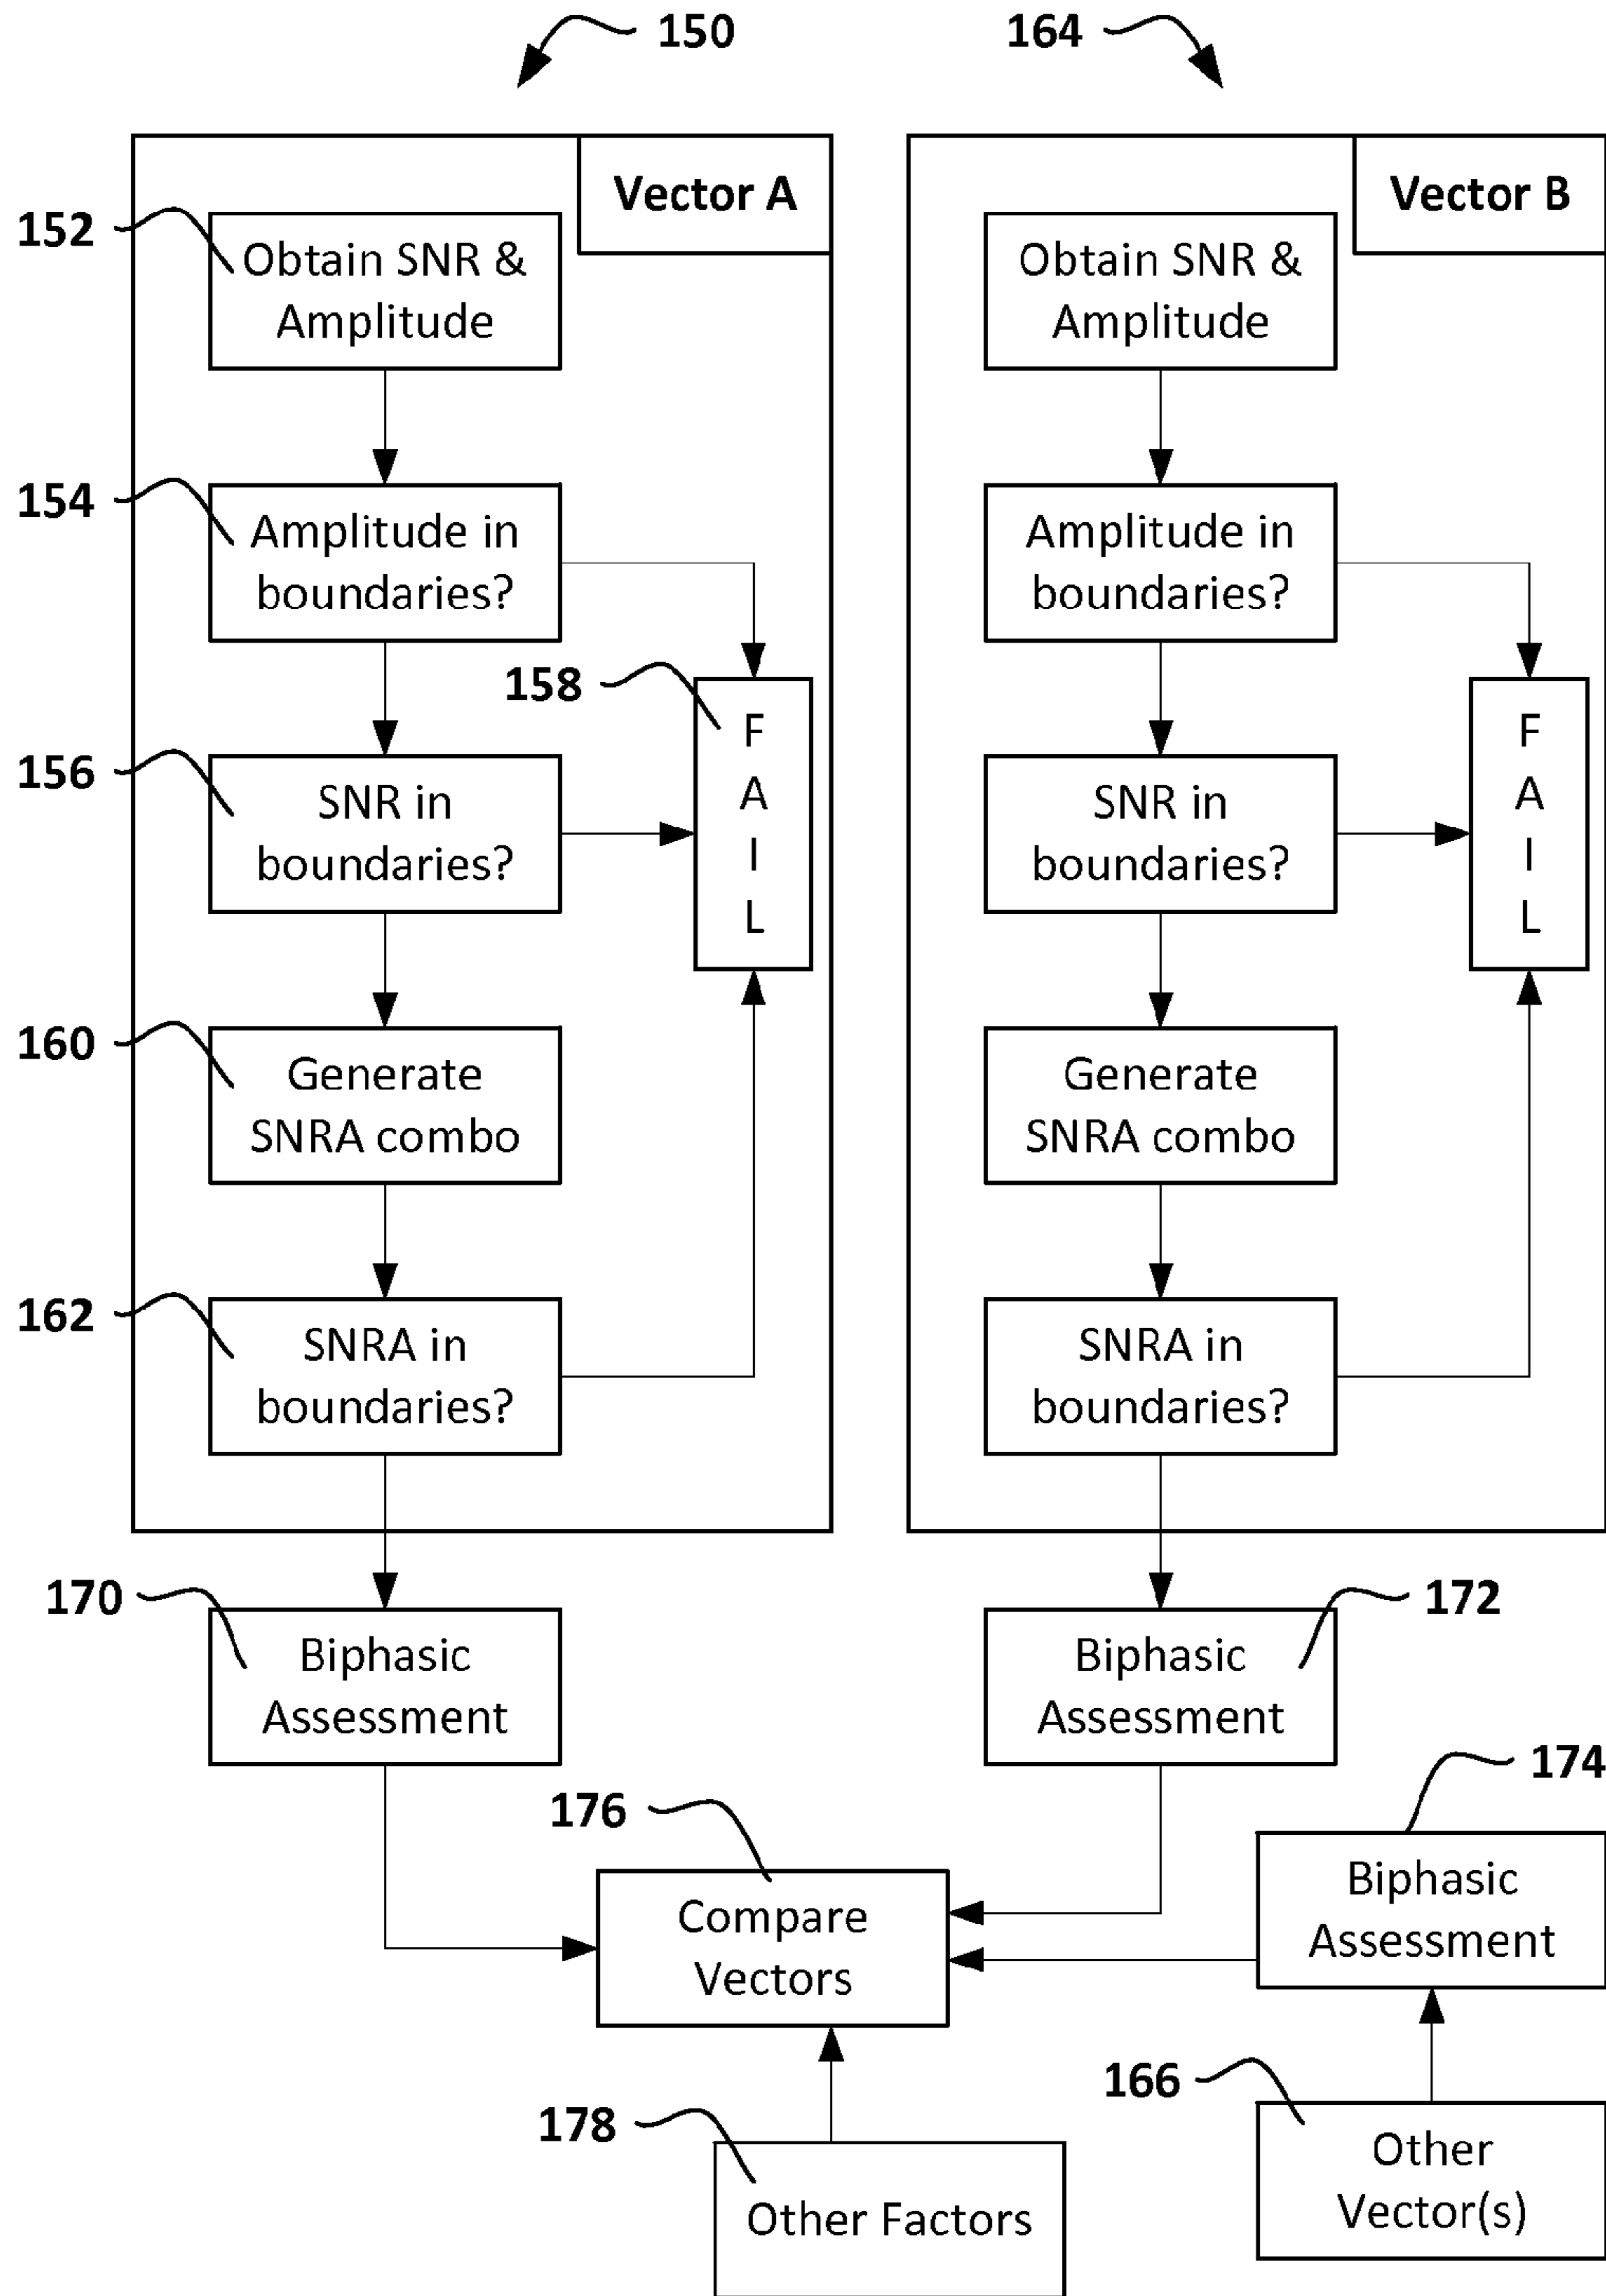 150
164
Vector A
Vector B
152
Obtain SNR &
Amplitude
Obtain SNR &
Amplitude
154
Amplitude in
boundaries?
Amplitude in
boundaries?
158
F
A
I
L
F
A
I
L
156
SNR in
boundaries?
SNR in
boundaries?
160
Generate
SNRA combo
Generate
SNRA combo
162
SNRA in
boundaries?
SNRA in
boundaries?
170
Biphasic
Assessment
172
Biphasic
Assessment
174
Biphasic
Assessment
176
Compare
Vectors
166
Other
Vector(s)
178
Other Factors